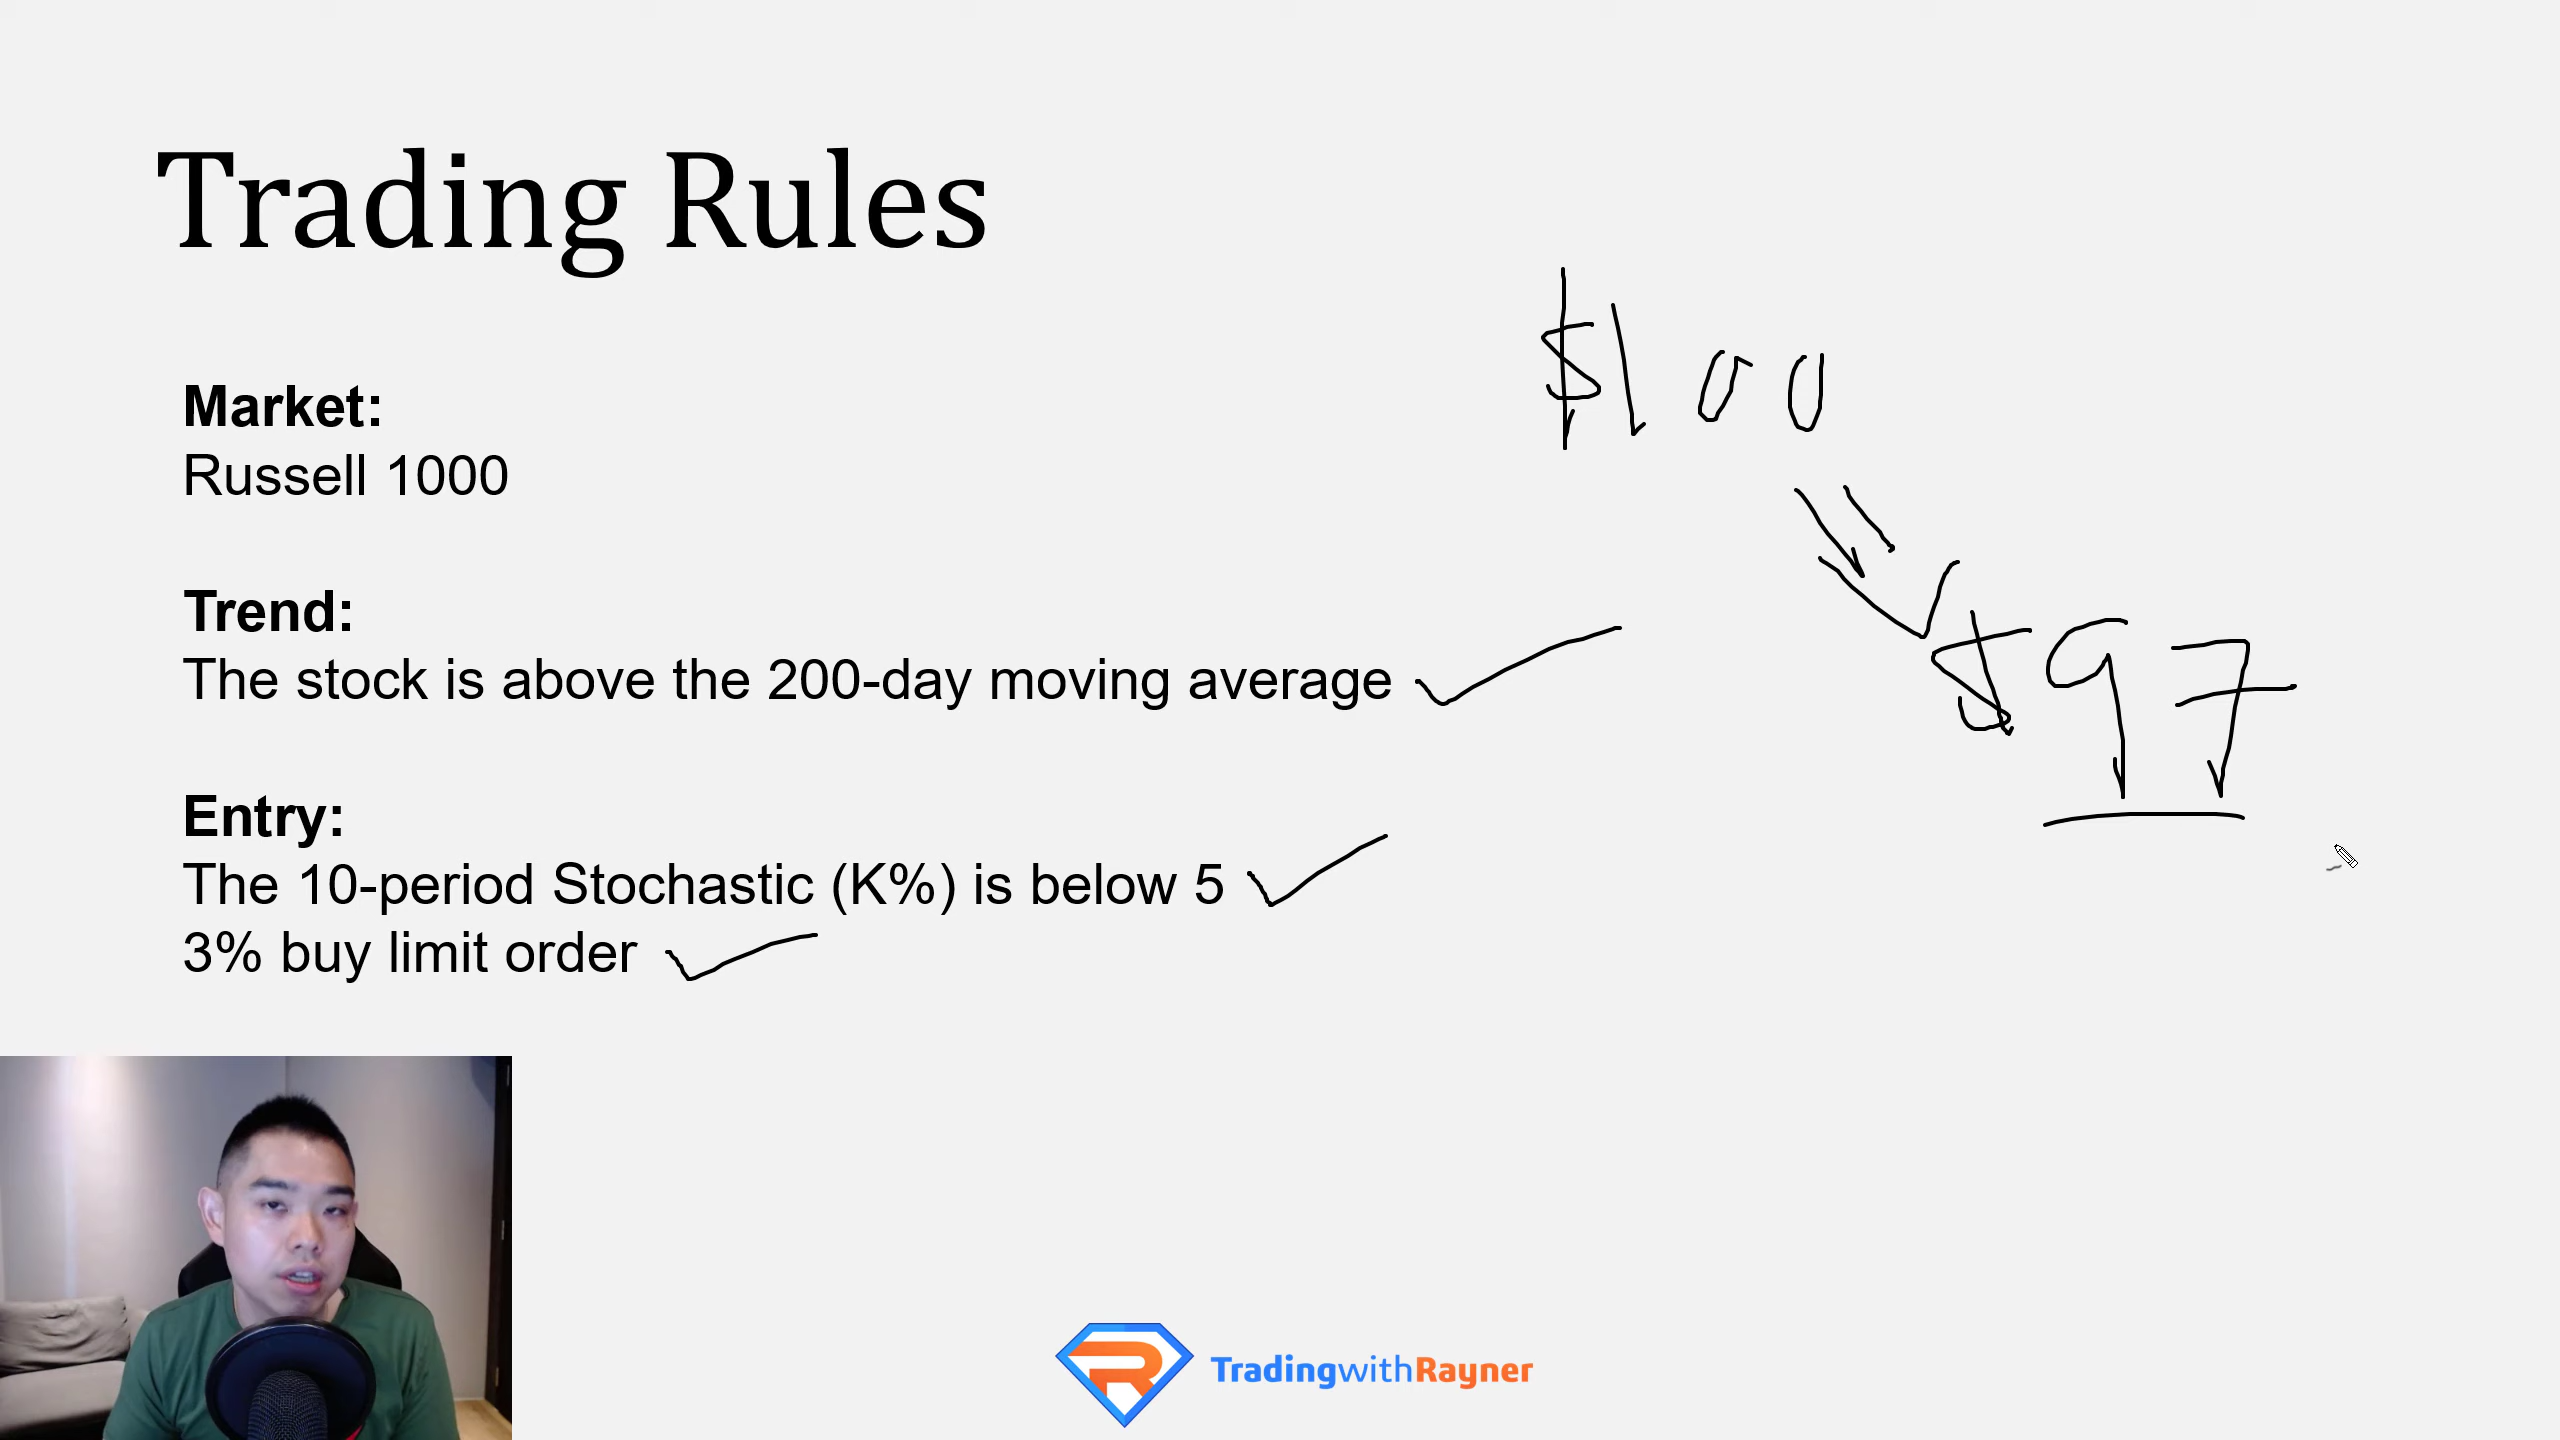 Trading Rules
$100
Market:
Russell 1000
Trend:
The stock is above the 200-day moving average
$97
Entry:
The 10-period Stochastic (K%) is below 5
3% buy limit order
TradingwithRayner